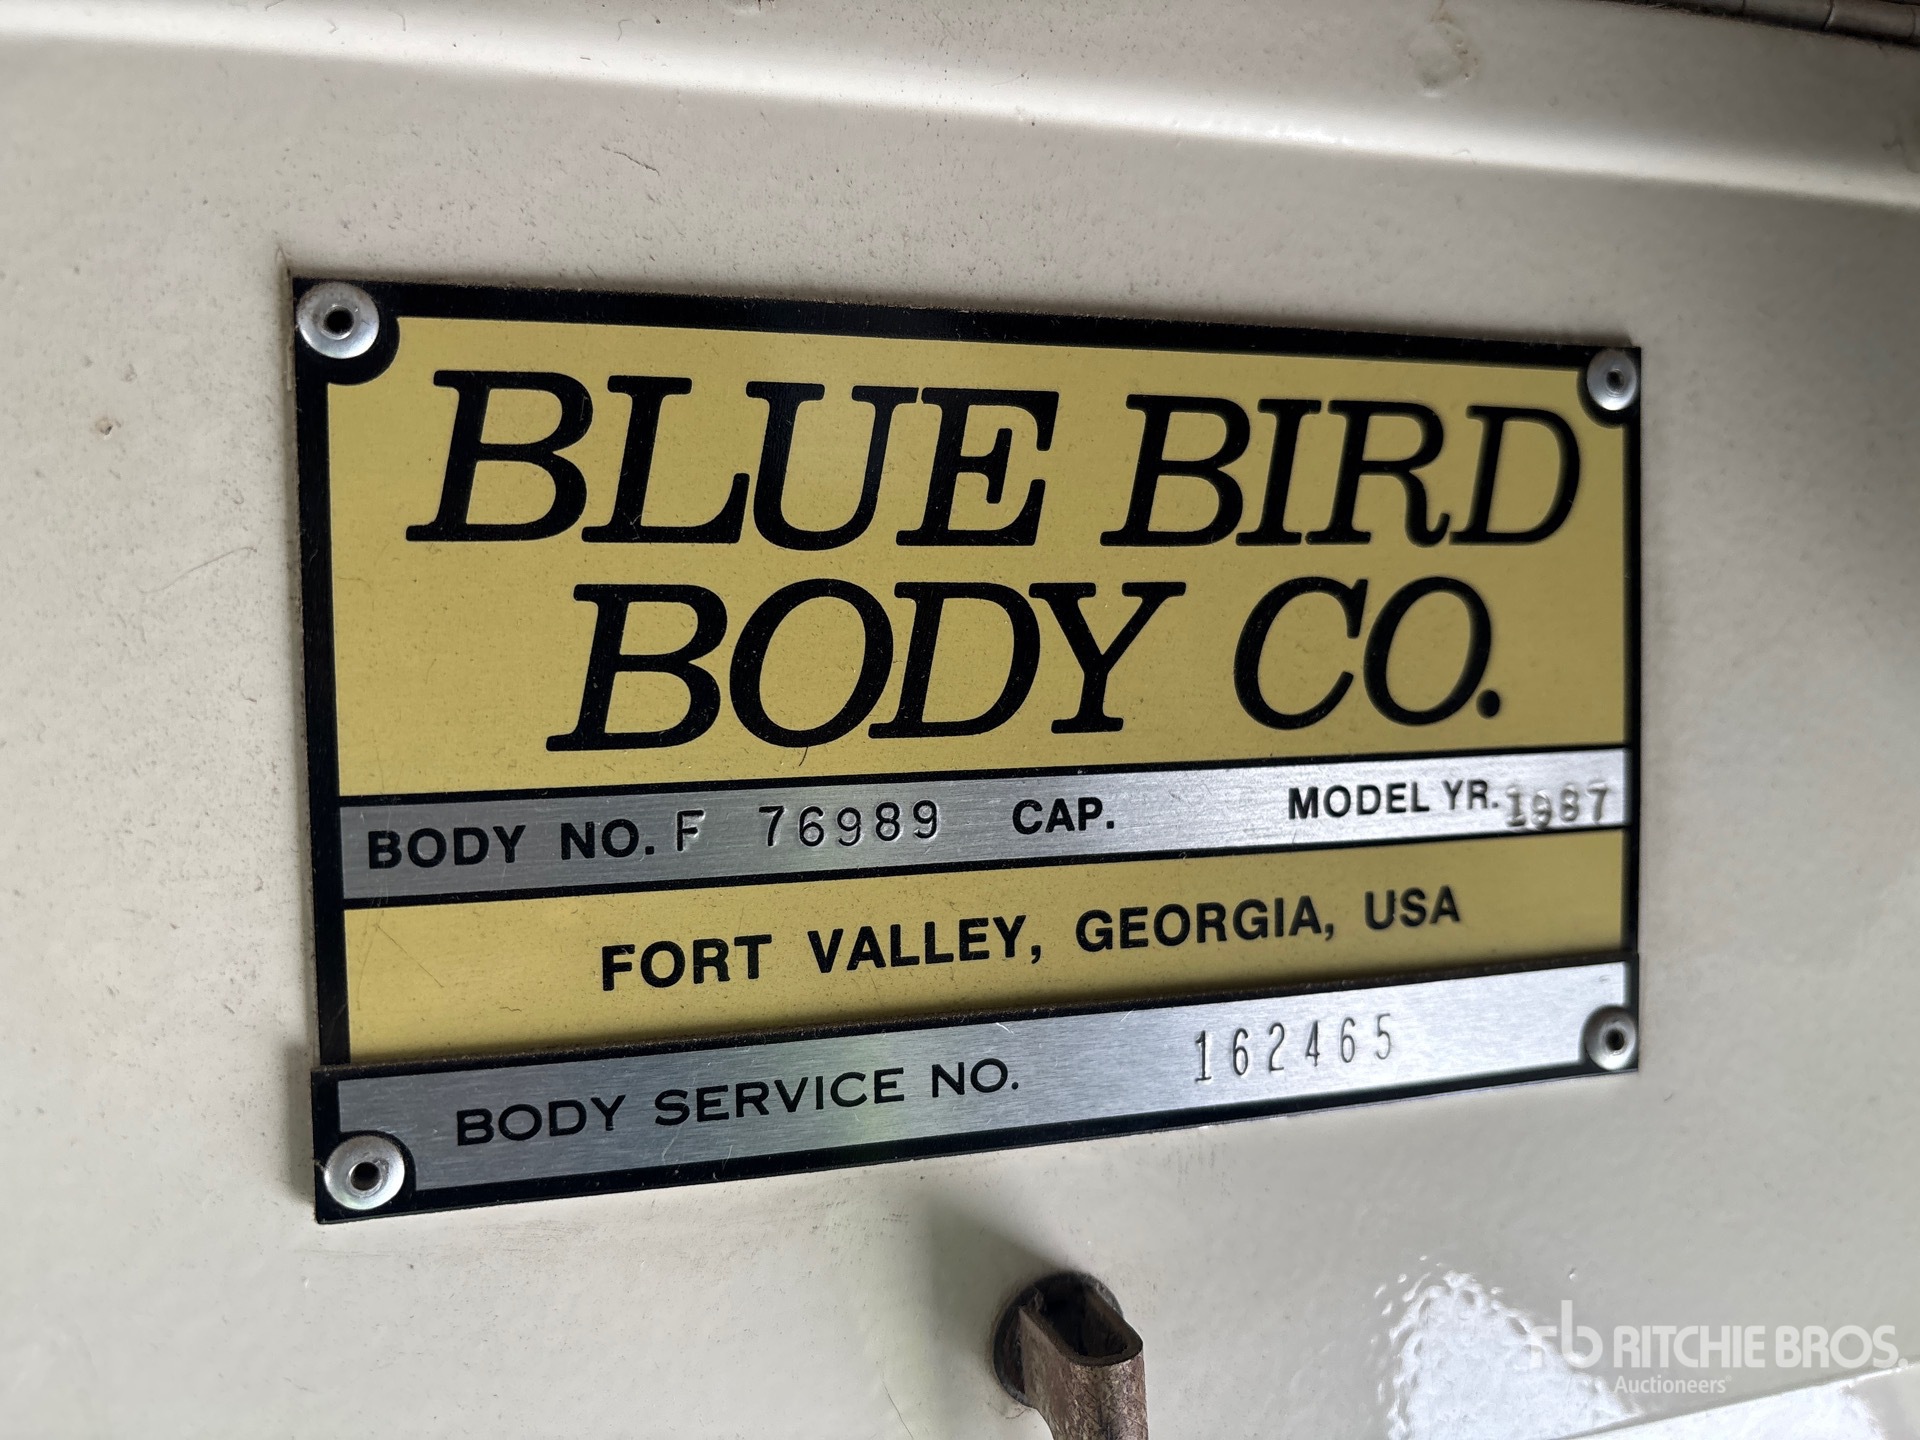 BLUE BIRD
BODY CO.
BODY NO. F 76989 CAP. MODEL YR. 1987
FORT VALLEY, GEORGIA, USA
BODY SERVICE NO. 162465
rb RITCHIE BROS.
Auctioneers